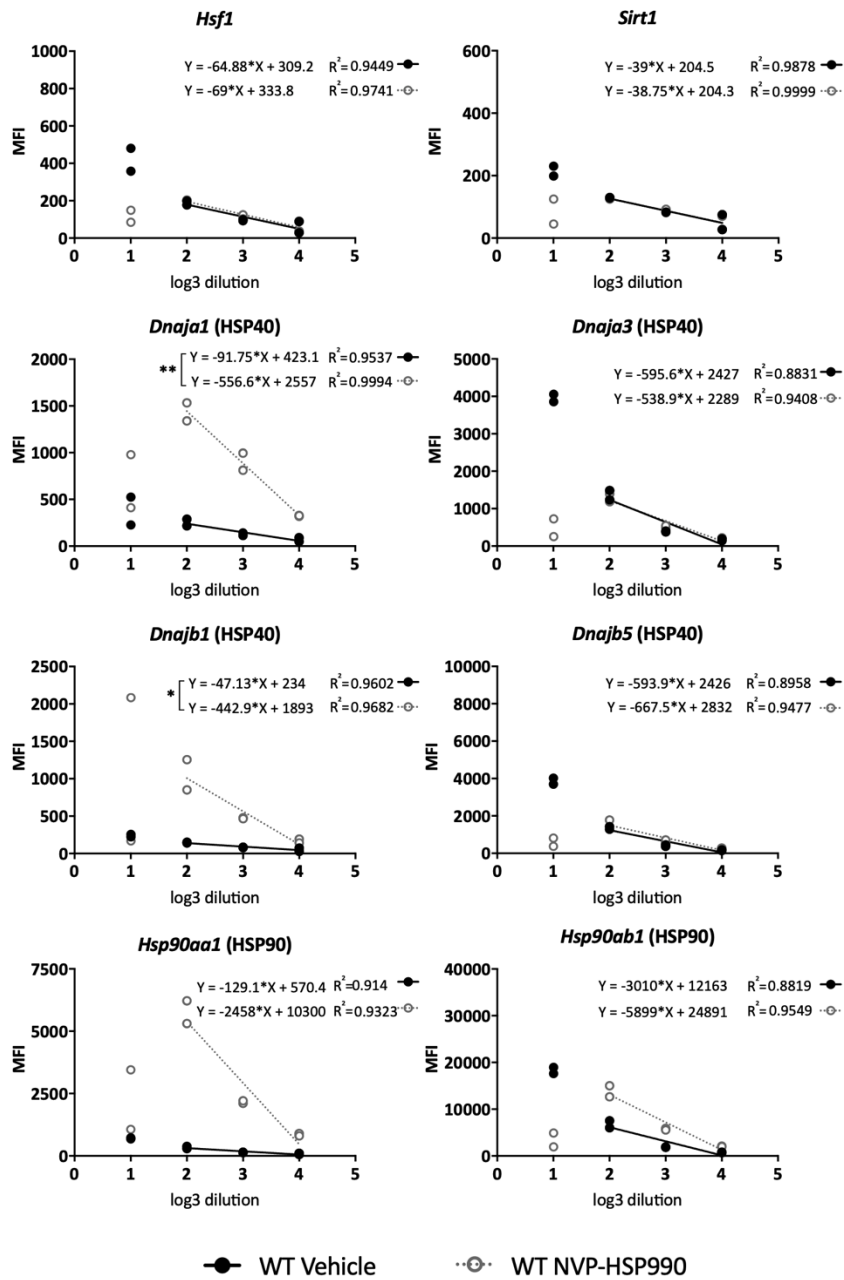 Hsf1
1000
800
600
400
200
0
MFI
Y = -64.88*X + 309.2 R²=0.9449
Y = -69*X + 333.8 R²=0.9741
0 1 2 3 4 5
log3 dilution
Sirt1
600
400
200
0
MFI
Y = -39*X + 204.5 R²=0.9878
Y = -38.75*X + 204.3 R²=0.9999
0 1 2 3 4 5
log3 dilution
Dnaja1 (HSP40)
2000
1500
1000
500
0
MFI
** Y = -91.75*X + 423.1 R²=0.9537
Y = -556.6*X + 2557 R²=0.9994
0 1 2 3 4 5
log3 dilution
Dnaja3 (HSP40)
5000
4000
3000
2000
1000
0
MFI
Y = -595.6*X + 2427 R²=0.8831
Y = -538.9*X + 2289 R²=0.9408
0 1 2 3 4 5
log3 dilution
Dnajb1 (HSP40)
2500
2000
1500
1000
500
0
MFI
* Y = -47.13*X + 234 R²=0.9602
Y = -442.9*X + 1893 R²=0.9682
0 1 2 3 4 5
log3 dilution
Dnajb5 (HSP40)
10000
8000
6000
4000
2000
0
MFI
Y = -593.9*X + 2426 R²=0.8958
Y = -667.5*X + 2832 R²=0.9477
0 1 2 3 4 5
log3 dilution
Hsp90aa1 (HSP90)
7500
5000
2500
0
MFI
Y = -129.1*X + 570.4 R²=0.914
Y = -2458*X + 10300 R²=0.9323
0 1 2 3 4 5
log3 dilution
Hsp90ab1 (HSP90)
40000
30000
20000
10000
0
MFI
Y = -3010*X + 12163 R²=0.8819
Y = -5899*X + 24891 R²=0.9549
0 1 2 3 4 5
log3 dilution
WT Vehicle WT NVP-HSP990